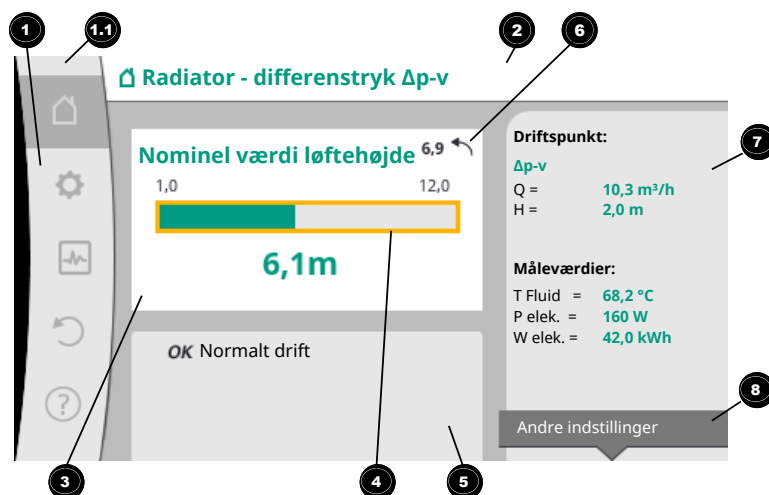 1
1.1
2
6
Radiator - differenstryk Δp-v
Nominel værdi løftehøjde 6,9
1,0 12,0
6,1m
OK Normalt drift
Driftspunkt:
7
Δp-v
Q = 10,3 m³/h
H = 2,0 m
Måleværdier:
T Fluid = 68,2 °C
P elek. = 160 W
W elek. = 42,0 kWh
8
Andre indstillinger
?
3
4
5